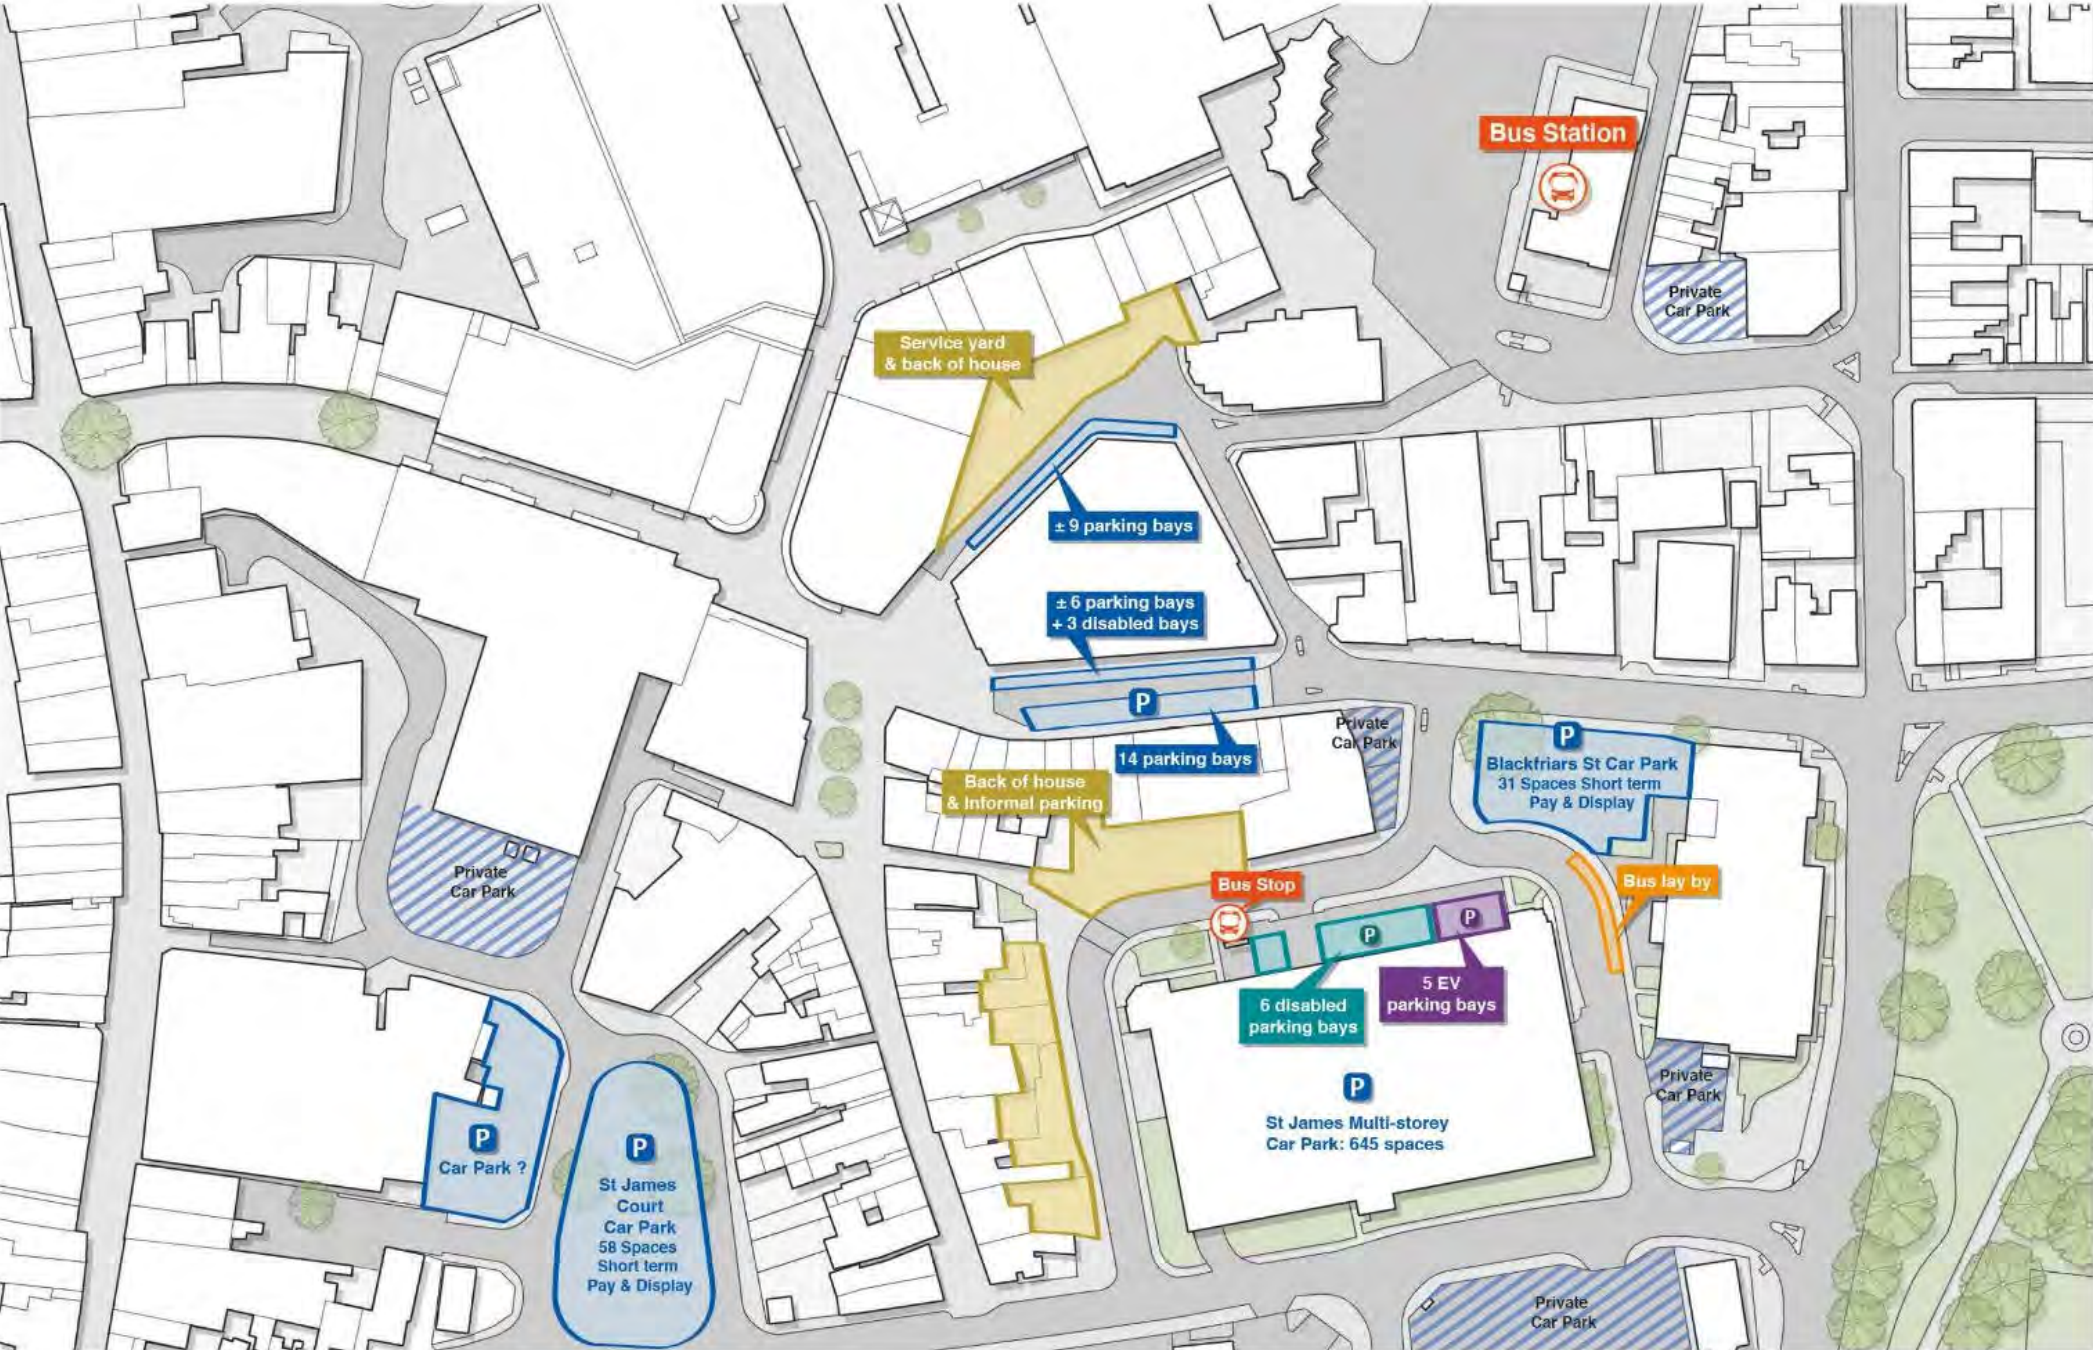 Bus Station
Private
Car Park
Service yard
& back of house
± 9 parking bays
± 6 parking bays
+ 3 disabled bays
P
14 parking bays
Private
Car Park
P
Blackfriars St Car Park
31 Spaces Short term
Pay & Display
Back of house
& Informal parking
Private
Car Park
Bus Stop
Bus lay by
P
P
6 disabled
parking bays
5 EV
parking bays
P
St James Multi-storey
Car Park: 645 spaces
Private
Car Park
P
Car Park ?
P
St James
Court
Car Park
58 Spaces
Short term
Pay & Display
Private
Car Park